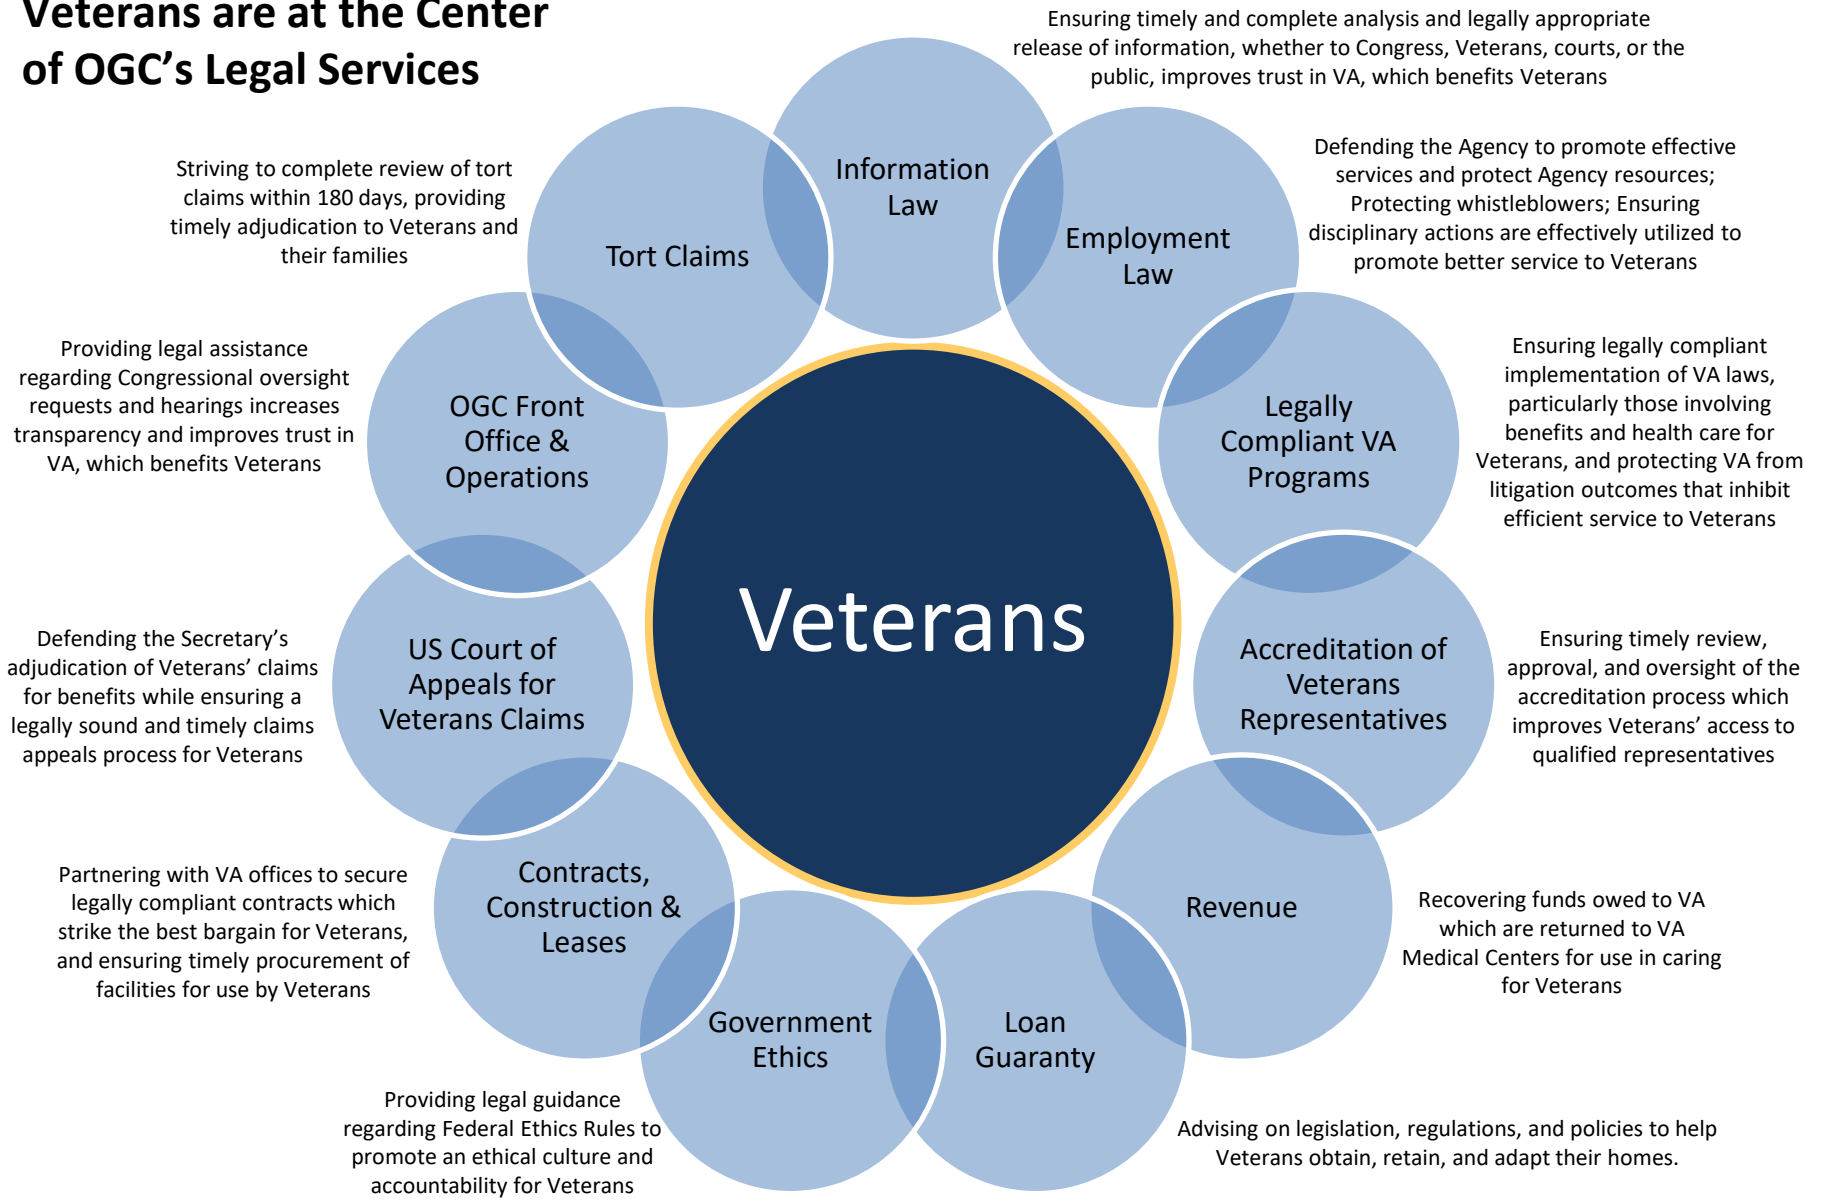 Veterans are at the Center
of OGC's Legal Services
Ensuring timely and complete analysis and legally appropriate
release of information, whether to Congress, Veterans, courts, or the
public, improves trust in VA, which benefits Veterans
Information
Law
Defending the Agency to promote effective
services and protect Agency resources;
Protecting whistleblowers; Ensuring
disciplinary actions are effectively utilized to
promote better service to Veterans
Employment
Law
Ensuring legally compliant
implementation of VA laws,
particularly those involving
benefits and health care for
Veterans, and protecting VA from
litigation outcomes that inhibit
efficient service to Veterans
Legally
Compliant VA
Programs
Ensuring timely review,
approval, and oversight of the
accreditation process which
improves Veterans' access to
qualified representatives
Accreditation of
Veterans
Representatives
Recovering funds owed to VA
which are returned to VA
Medical Centers for use in caring
for Veterans
Revenue
Advising on legislation, regulations, and policies to help
Veterans obtain, retain, and adapt their homes.
Loan
Guaranty
Providing legal guidance
regarding Federal Ethics Rules to
promote an ethical culture and
accountability for Veterans
Government
Ethics
Partnering with VA offices to secure
legally compliant contracts which
strike the best bargain for Veterans,
and ensuring timely procurement of
facilities for use by Veterans
Contracts,
Construction &
Leases
Defending the Secretary's
adjudication of Veterans' claims
for benefits while ensuring a
legally sound and timely claims
appeals process for Veterans
US Court of
Appeals for
Veterans Claims
Providing legal assistance
regarding Congressional oversight
requests and hearings increases
transparency and improves trust in
VA, which benefits Veterans
OGC Front
Office &
Operations
Striving to complete review of tort
claims within 180 days, providing
timely adjudication to Veterans and
their families
Tort Claims
Veterans